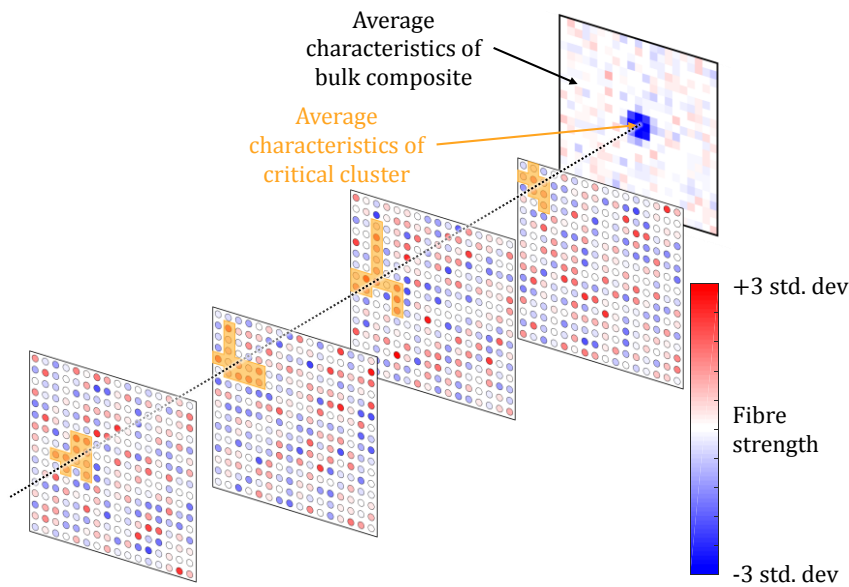 Average
characteristics of
bulk composite
Average
characteristics of
critical cluster
+3 std. dev
Fibre
strength
-3 std. dev